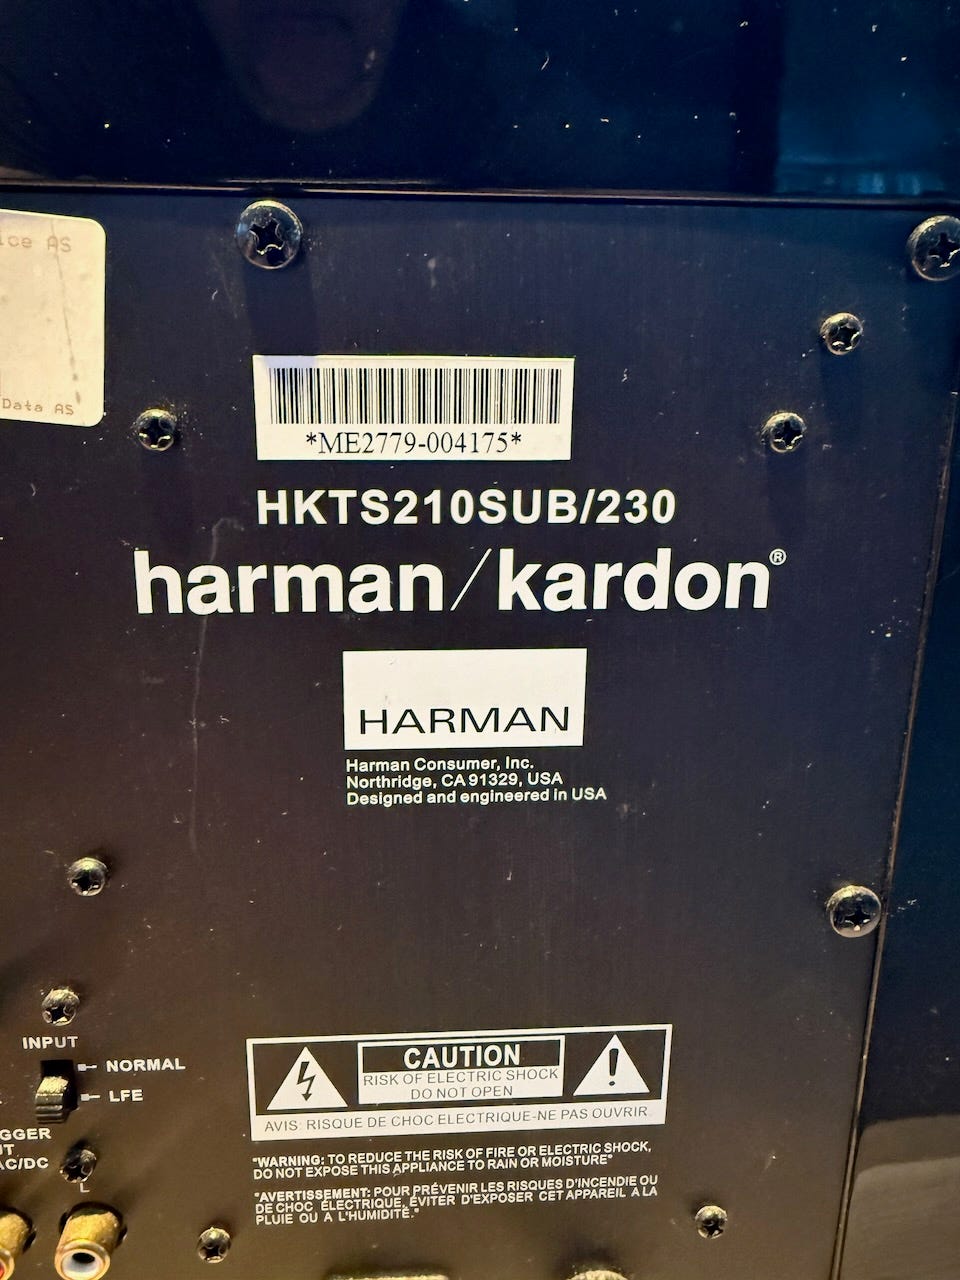 AS
Data AS
*ME2779-004175*
HKTS210SUB/230
harman/kardon®
HARMAN
Harman Consumer, Inc.
Northridge, CA 91329, USA
Designed and engineered in USA
INPUT
NORMAL
LFE
AC/DC
L
CAUTION
RISK OF ELECTRIC SHOCK
DO NOT OPEN
AVIS: RISQUE DE CHOC ELECTRIQUE-NE PAS OUVRIR.
"WARNING: TO REDUCE THE RISK OF FIRE OR ELECTRIC SHOCK,
DO NOT EXPOSE THIS APPLIANCE TO RAIN OR MOISTURE"
"AVERTISSEMENT: POUR PRÉVENIR LES RISQUES D'INCENDIE OU
DE CHOC ÉLECTRIQUE, ÉVITER D'EXPOSER CET APPAREIL A LA
PLUIE OU A L'HUMIDITÉ."